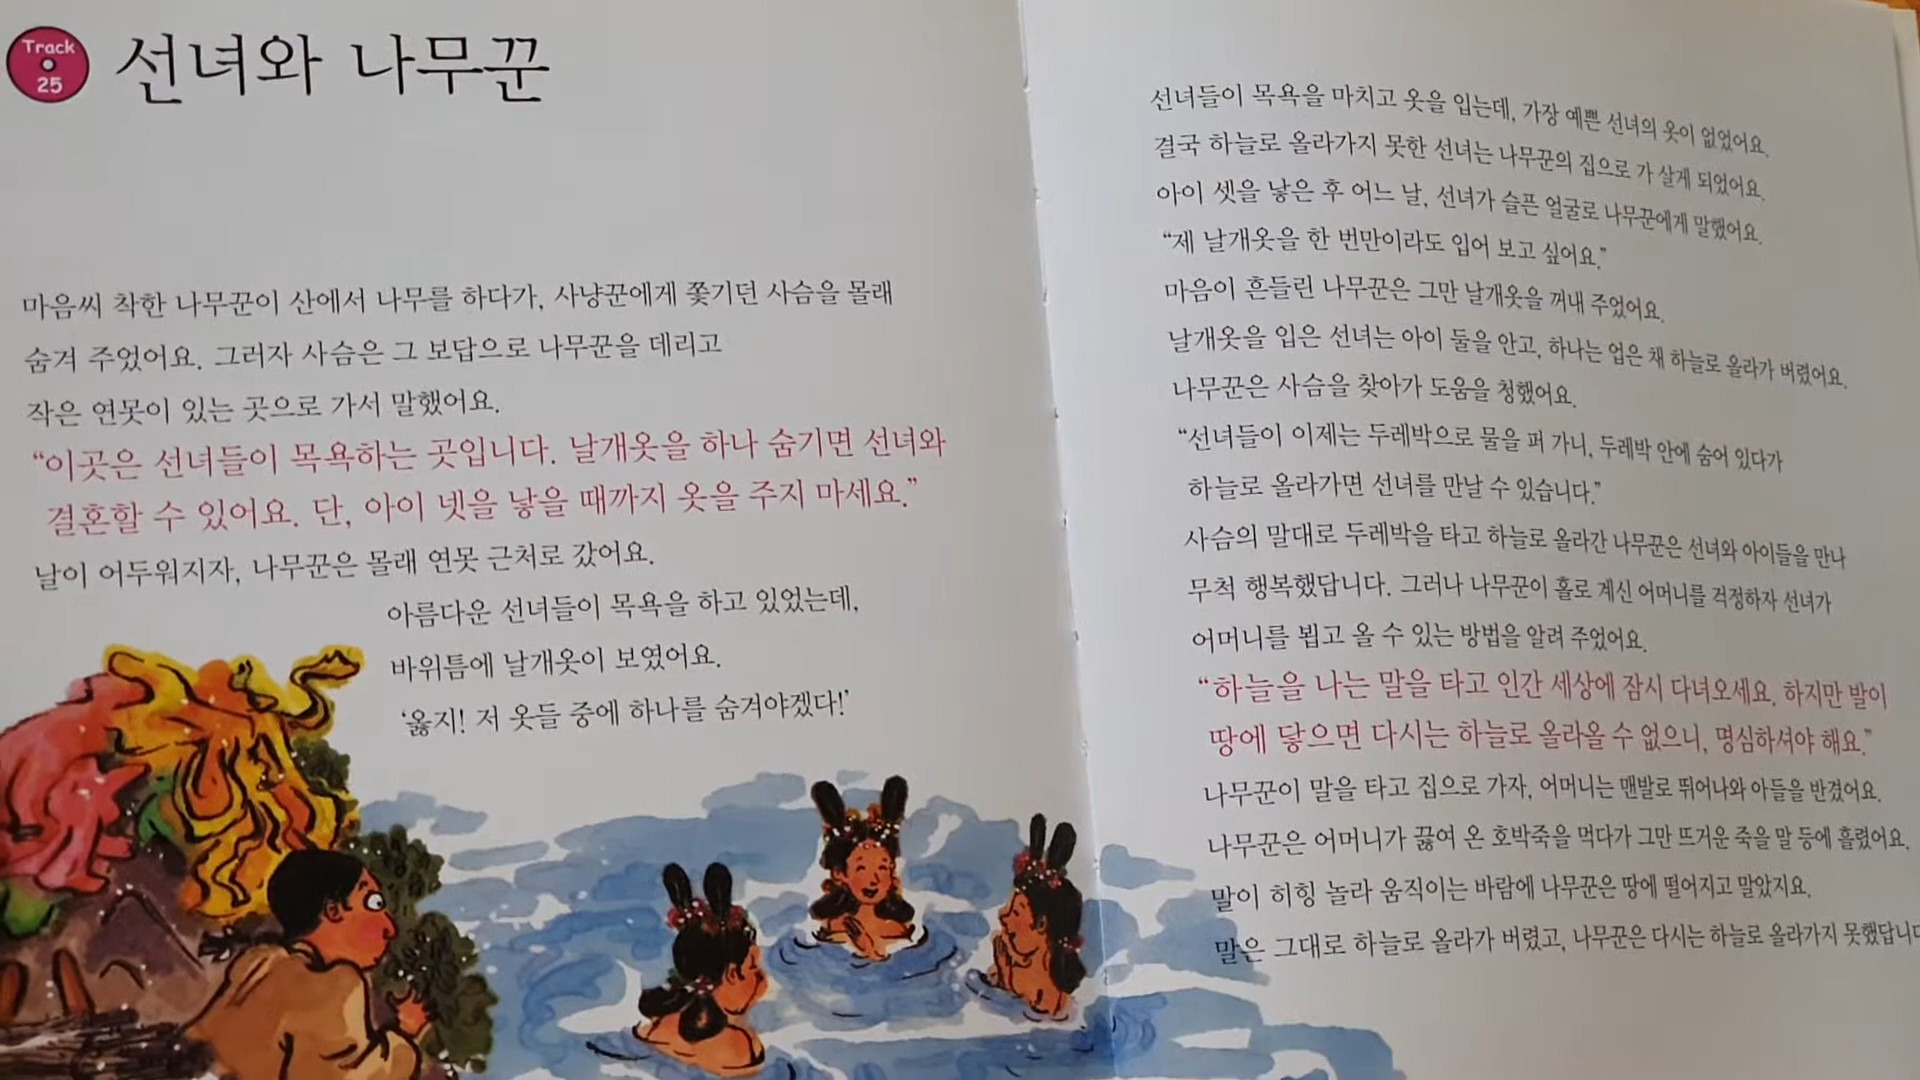 Track
25
선녀와 나무꾼
마음씨 착한 나무꾼이 산에서 나무를 하다가, 사냥꾼에게 쫓기던 사슴을 몰래
숨겨 주었어요. 그러자 사슴은 그 보답으로 나무꾼을 데리고
작은 연못이 있는 곳으로 가서 말했어요.
“이곳은 선녀들이 목욕하는 곳입니다. 날개옷을 하나 숨기면 선녀와
결혼할 수 있어요. 단, 아이 넷을 낳을 때까지 옷을 주지 마세요.”
날이 어두워지자, 나무꾼은 몰래 연못 근처로 갔어요.
아름다운 선녀들이 목욕을 하고 있었는데,
바위틈에 날개옷이 보였어요.
‘옳지! 저 옷들 중에 하나를 숨겨야겠다!’
선녀들이 목욕을 마치고 옷을 입는데, 가장 예쁜 선녀의 옷이 없었어요.
결국 하늘로 올라가지 못한 선녀는 나무꾼의 집으로 가 살게 되었어요.
아이 셋을 낳은 후 어느 날, 선녀가 슬픈 얼굴로 나무꾼에게 말했어요.
“제 날개옷을 한 번만이라도 입어 보고 싶어요.”
마음이 흔들린 나무꾼은 그만 날개옷을 꺼내 주었어요.
날개옷을 입은 선녀는 아이 둘을 안고, 하나는 업은 채 하늘로 올라가 버렸어요.
나무꾼은 사슴을 찾아가 도움을 청했어요.
“선녀들이 이제는 두레박으로 물을 퍼 가니, 두레박 안에 숨어 있다가
하늘로 올라가면 선녀를 만날 수 있습니다.”
사슴의 말대로 두레박을 타고 하늘로 올라간 나무꾼은 선녀와 아이들을 만나
무척 행복했답니다. 그러나 나무꾼이 홀로 계신 어머니를 걱정하자 선녀가
어머니를 뵙고 올 수 있는 방법을 알려 주었어요.
“하늘을 나는 말을 타고 인간 세상에 잠시 다녀오세요. 하지만 발이
땅에 닿으면 다시는 하늘로 올라올 수 없으니, 명심하셔야 해요.”
나무꾼이 말을 타고 집으로 가자, 어머니는 맨발로 뛰어나와 아들을 반겼어요.
나무꾼은 어머니가 끓여 온 호박죽을 먹다가 그만 뜨거운 죽을 말 등에 흘렸어요.
말이 히힝 놀라 움직이는 바람에 나무꾼은 땅에 떨어지고 말았지요.
말은 그대로 하늘로 올라가 버렸고, 나무꾼은 다시는 하늘로 올라가지 못했답니다